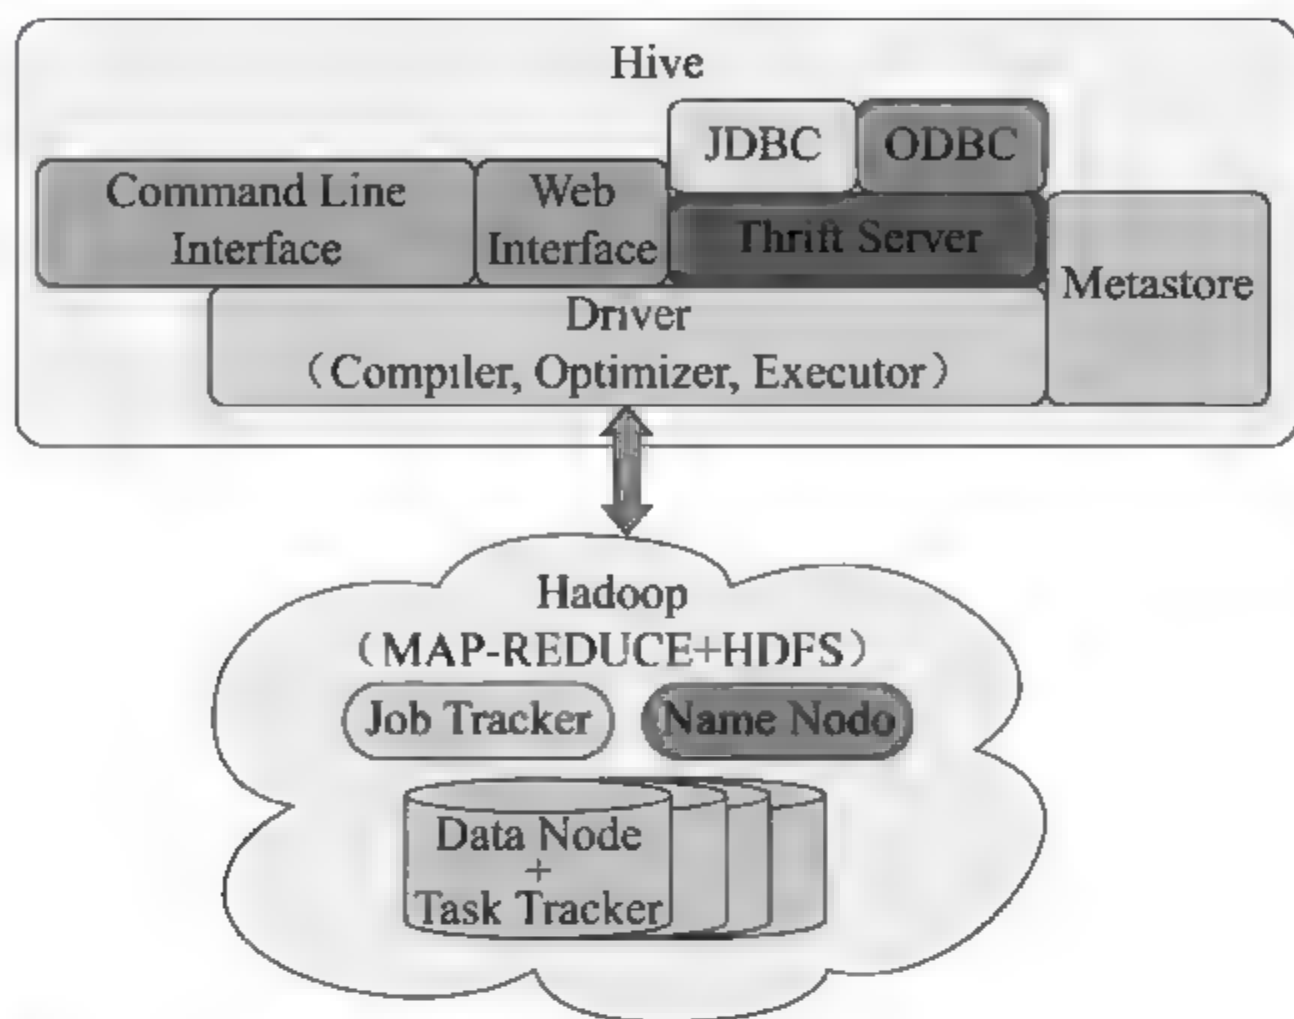 Hive
JDBC
ODBC
Command Line
Interface
Web
Interface
Thrift Server
Metastore
Driver
（Compiler, Optimizer, Executor）
Hadoop
（MAP-REDUCE+HDFS）
Job Tracker
Name Nodo
Data Node
+
Task Tracker